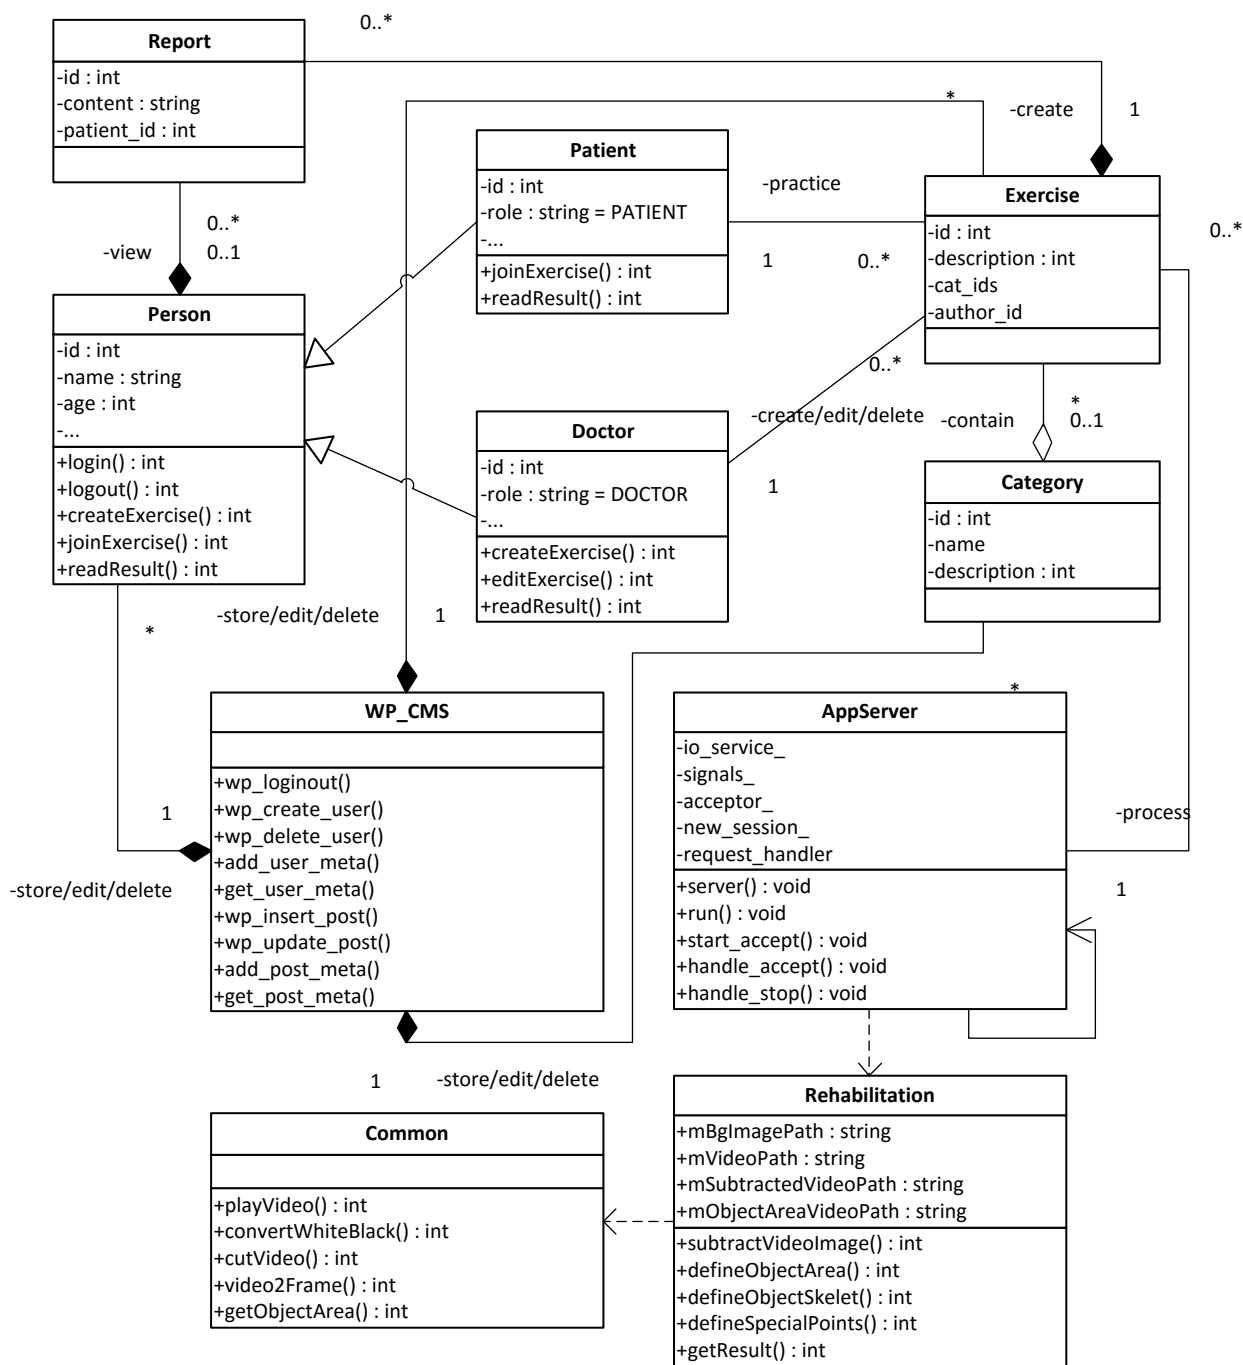 Report
-id : int
-content : string
-patient_id : int
0..*
-create
1
*
Patient
-id : int
-role : string = PATIENT
-...
+joinExercise() : int
+readResult() : int
-practice
1
0..*
Exercise
-id : int
-description : int
-cat_ids
-author_id
0..*
0..*
-view
0..1
Person
-id : int
-name : string
-age : int
-...
+login() : int
+logout() : int
+createExercise() : int
+joinExercise() : int
+readResult() : int
0..*
-create/edit/delete
1
Doctor
-id : int
-role : string = DOCTOR
-...
+createExercise() : int
+editExercise() : int
+readResult() : int
-contain
*
0..1
Category
-id : int
-name
-description : int
-store/edit/delete
1
*
WP_CMS
+wp_loginout()
+wp_create_user()
+wp_delete_user()
+add_user_meta()
+get_user_meta()
+wp_insert_post()
+wp_update_post()
+add_post_meta()
+get_post_meta()
1
-store/edit/delete
*
AppServer
-io_service_
-signals_
-acceptor_
-new_session_
-request_handler
+server() : void
+run() : void
+start_accept() : void
+handle_accept() : void
+handle_stop() : void
-process
1
1
-store/edit/delete
Common
+playVideo() : int
+convertWhiteBlack() : int
+cutVideo() : int
+video2Frame() : int
+getObjectArea() : int
Rehabilitation
+mBgImagePath : string
+mVideoPath : string
+mSubtractedVideoPath : string
+mObjectAreaVideoPath : string
+subtractVideoImage() : int
+defineObjectArea() : int
+defineObjectSkelet() : int
+defineSpecialPoints() : int
+getResult() : int